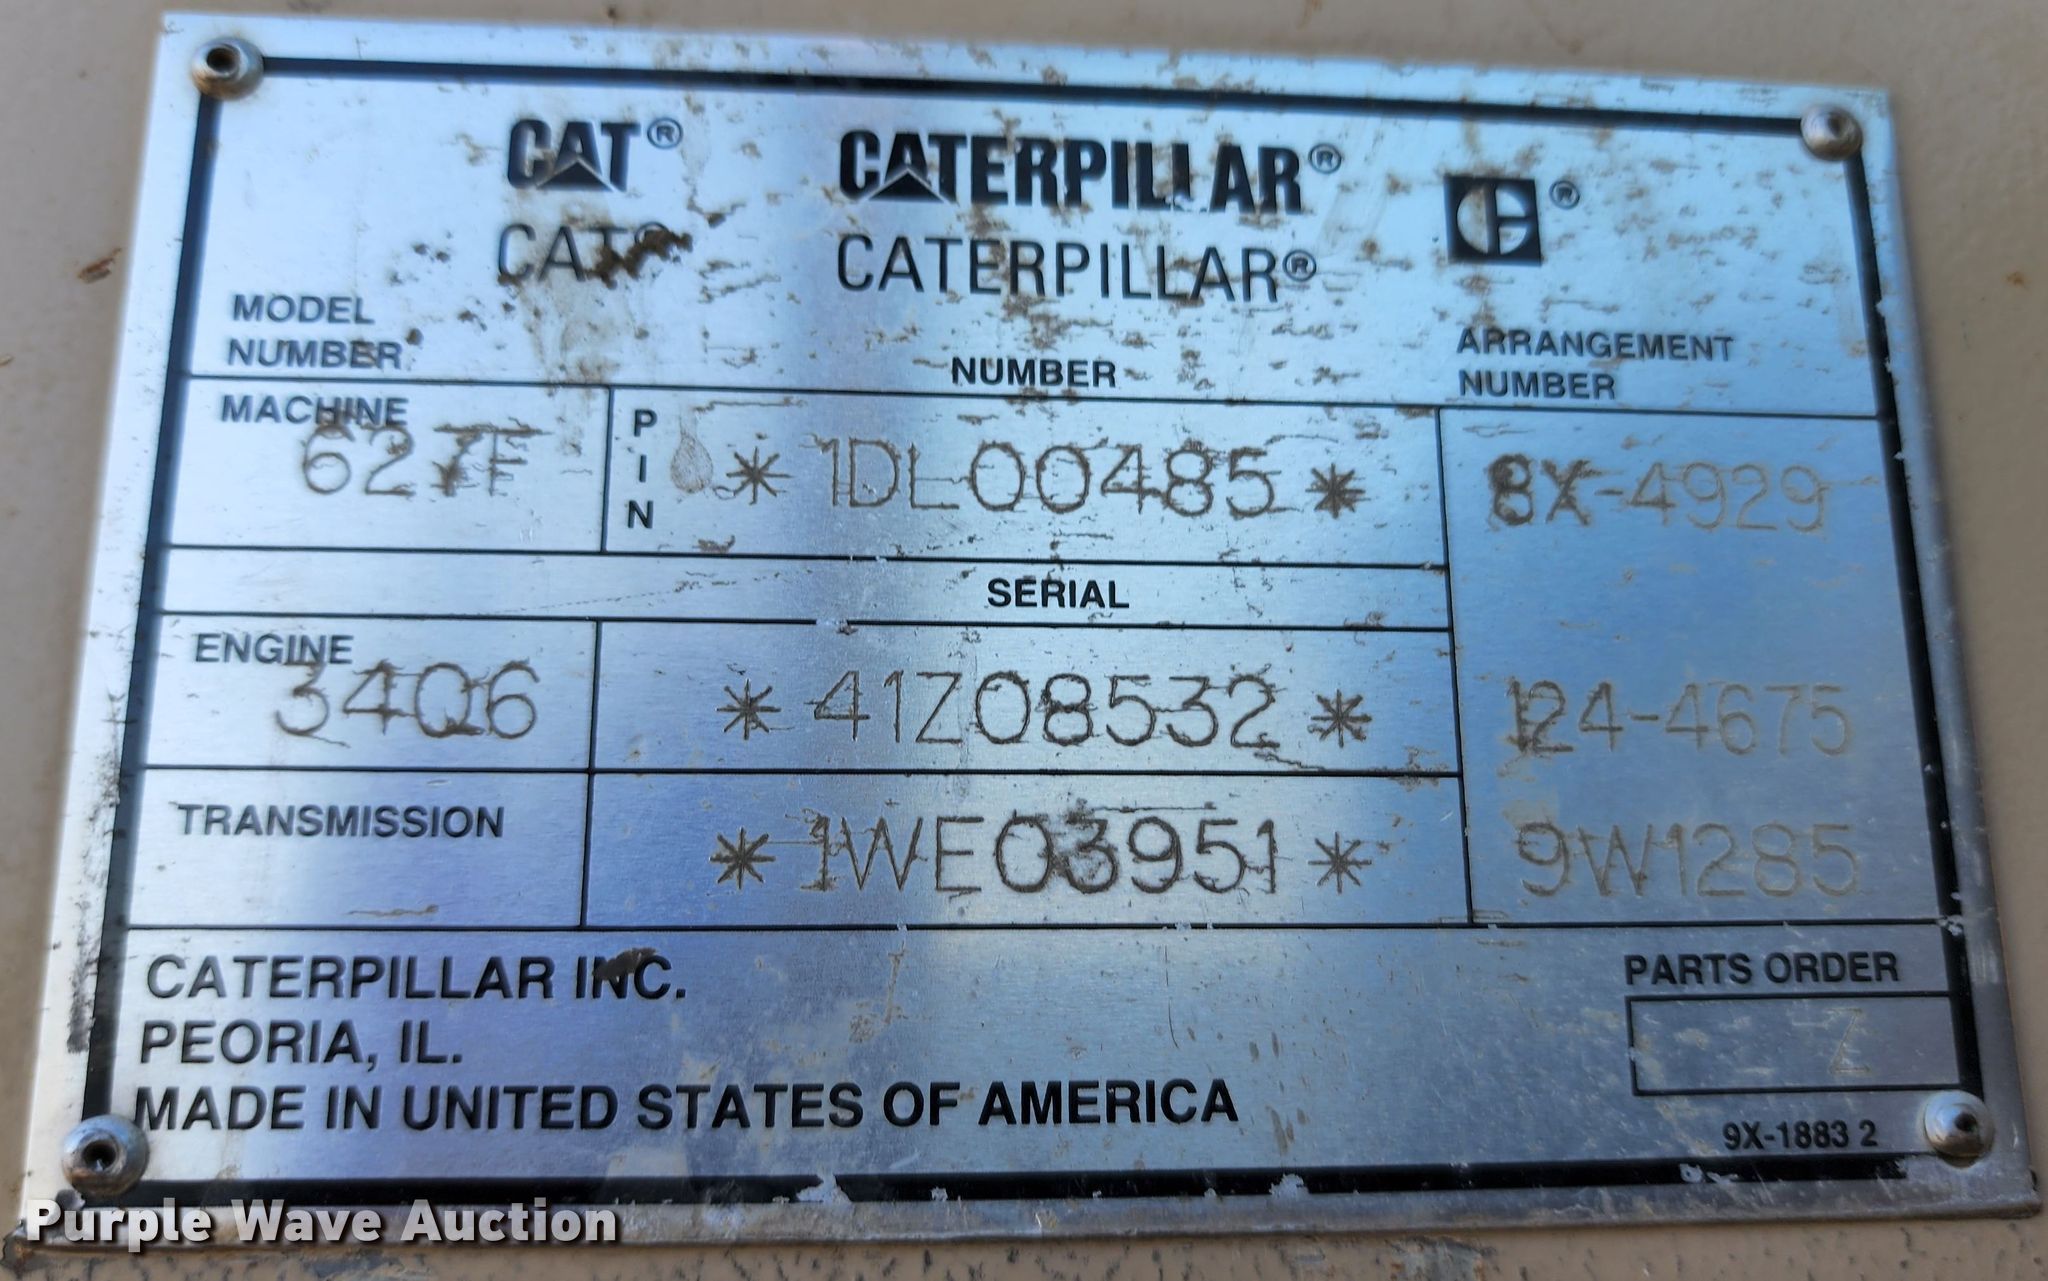 CAT® CATERPILLAR®
CAT® CATERPILLAR®
MODEL NUMBER NUMBER ARRANGEMENT NUMBER
MACHINE 627F PIN *1DL00485* 8X-4929
SERIAL
ENGINE 3406 *41Z08532* 124-4675
TRANSMISSION *1WE03951* 9W1285
CATERPILLAR INC. PARTS ORDER
PEORIA, IL. Z
MADE IN UNITED STATES OF AMERICA
9X-1883 2
Purple Wave Auction